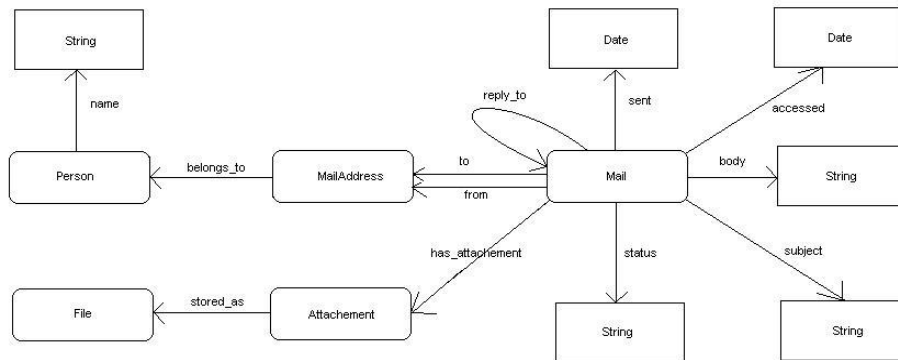 String
Date
Date
reply_to
sent
accessed
name
Person
belongs_to
MailAddress
to
from
Mail
body
String
has_attachement
status
subject
File
stored_as
Attachement
String
String